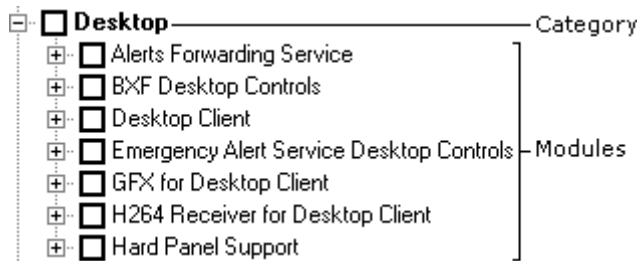 Desktop Category
Alerts Forwarding Service
BXF Desktop Controls
Desktop Client
Emergency Alert Service Desktop Controls Modules
GFX for Desktop Client
H264 Receiver for Desktop Client
Hard Panel Support